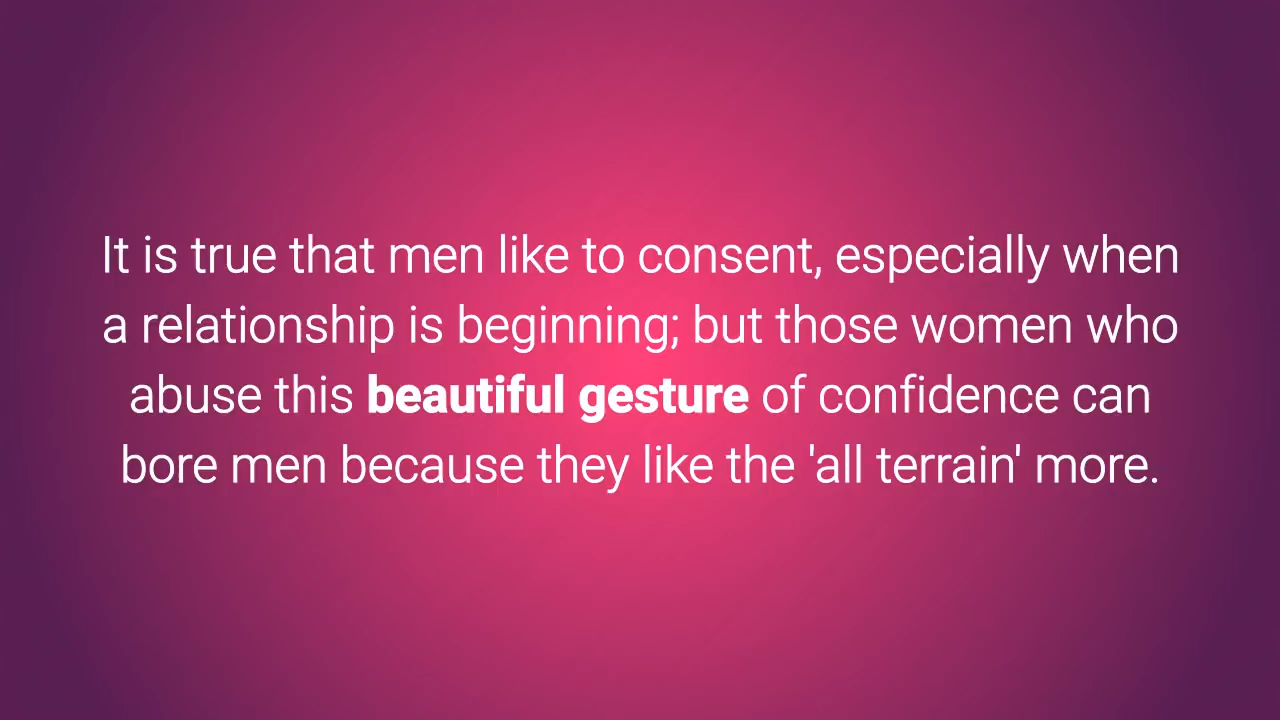 It is true that men like to consent, especially when
a relationship is beginning; but those women who
abuse this beautiful gesture of confidence can
bore men because they like the 'all terrain' more.